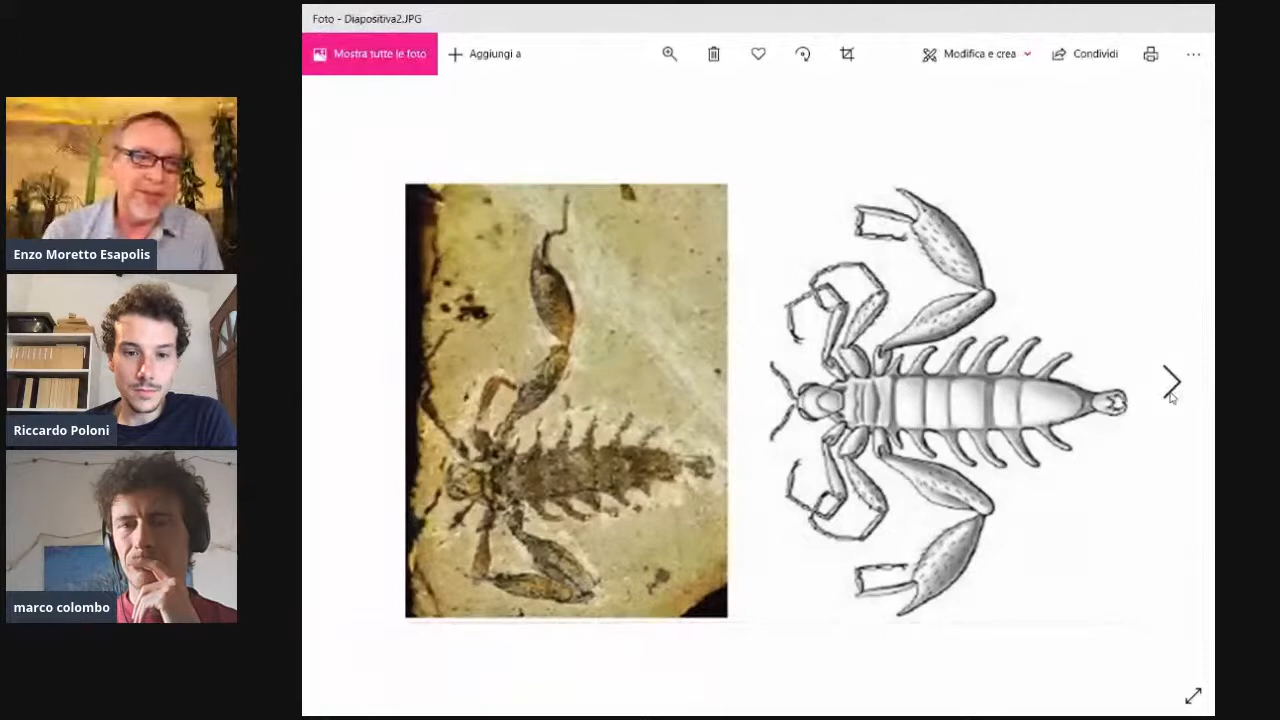 Foto - Diapositiva2.JPG
Mostra tutte le foto
Aggiungi a
Modifica e crea
Condividi
Enzo Moretto Esapolis
Riccardo Poloni
marco colombo